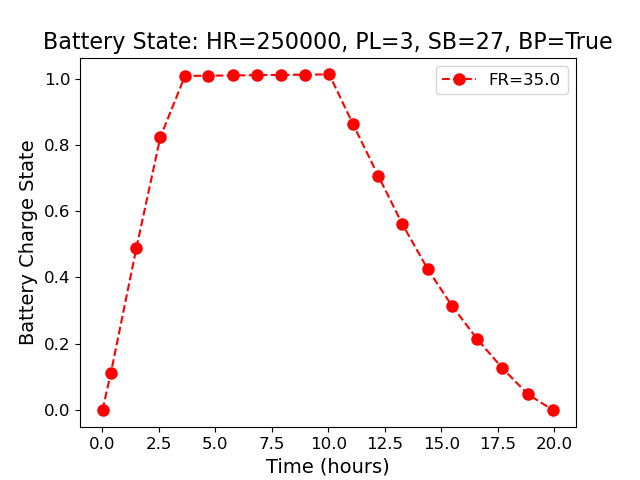 Battery State: HR=250000, PL=3, SB=27, BP=True
FR=35.0
Battery Charge State
1.0
0.8
0.6
0.4
0.2
0.0
0.0 2.5 5.0 7.5 10.0 12.5 15.0 17.5 20.0
Time (hours)